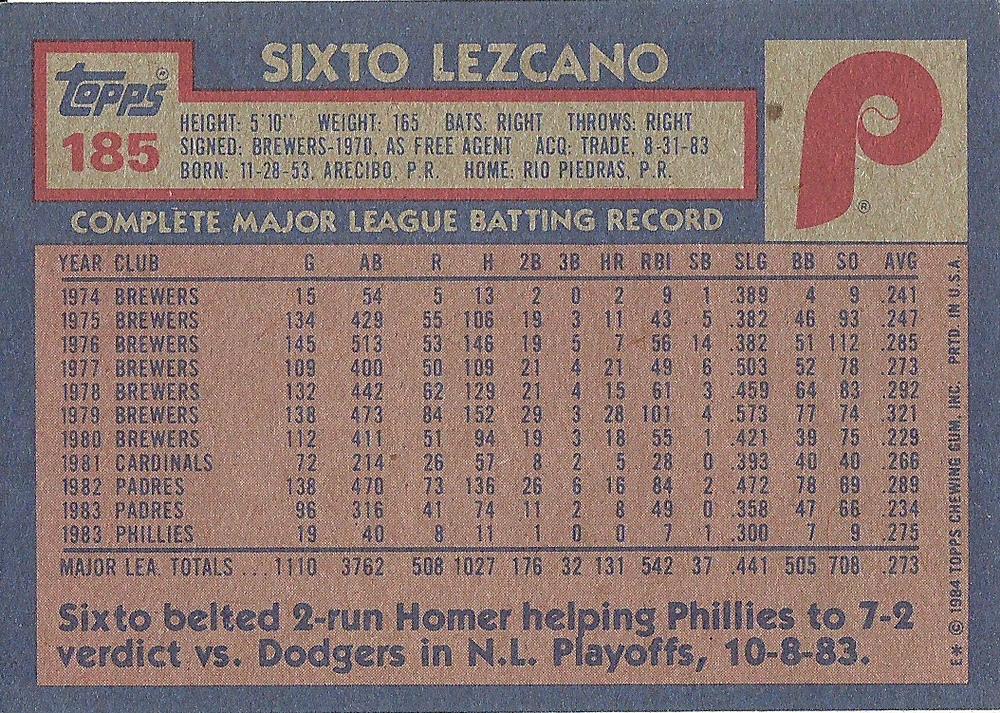 SIXTO LEZCANO
Topps ®
185
HEIGHT: 5'10" WEIGHT: 165 BATS: RIGHT THROWS: RIGHT
SIGNED: BREWERS-1970, AS FREE AGENT ACQ: TRADE, 8-31-83
BORN: 11-28-53, ARECIBO, P.R. HOME: RIO PIEDRAS, P.R.
P ®
COMPLETE MAJOR LEAGUE BATTING RECORD
YEAR CLUB G AB R H 2B 3B HR RBI SB SLG BB SO AVG
1974 BREWERS 15 54 5 13 2 0 2 9 1 .389 4 9 .241
1975 BREWERS 134 429 55 106 19 3 11 43 5 .382 46 93 .247
1976 BREWERS 145 513 53 146 19 5 7 56 14 .382 51 112 .285
1977 BREWERS 109 400 50 109 21 4 21 49 6 .503 52 78 .273
1978 BREWERS 132 442 62 129 21 4 15 61 3 .459 64 83 .292
1979 BREWERS 138 473 84 152 29 3 28 101 4 .573 77 74 .321
1980 BREWERS 112 411 51 94 19 3 18 55 1 .421 39 75 .229
1981 CARDINALS 72 214 26 57 8 2 5 28 0 .393 40 40 .266
1982 PADRES 138 470 73 136 26 6 16 84 2 .472 78 69 .289
1983 PADRES 96 316 41 74 11 2 8 49 0 .358 47 66 .234
1983 PHILLIES 19 40 8 11 1 0 0 7 1 .300 7 9 .275
MAJOR LEA. TOTALS ... 1110 3762 508 1027 176 32 131 542 37 .441 505 708 .273
Sixto belted 2-run Homer helping Phillies to 7-2
verdict vs. Dodgers in N.L. Playoffs, 10-8-83.
E* © 1984 TOPPS CHEWING GUM, INC. PRTD. IN U.S.A.